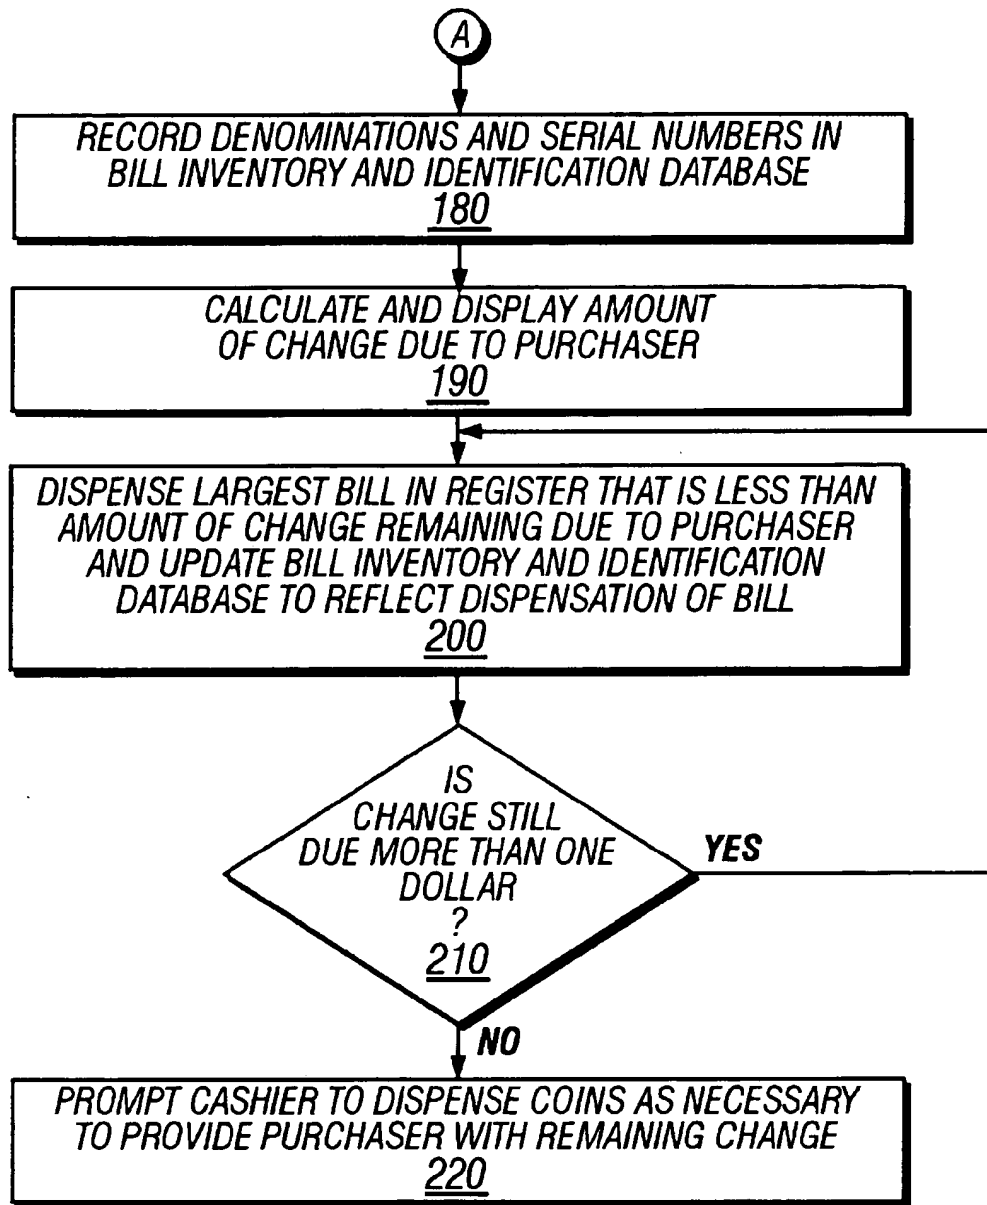 A
RECORD DENOMINATIONS AND SERIAL NUMBERS IN
BILL INVENTORY AND IDENTIFICATION DATABASE
180
CALCULATE AND DISPLAY AMOUNT
OF CHANGE DUE TO PURCHASER
190
DISPENSE LARGEST BILL IN REGISTER THAT IS LESS THAN
AMOUNT OF CHANGE REMAINING DUE TO PURCHASER
AND UPDATE BILL INVENTORY AND IDENTIFICATION
DATABASE TO REFLECT DISPENSATION OF BILL
200
IS
CHANGE STILL
DUE MORE THAN ONE
DOLLAR
?
210
YES
NO
PROMPT CASHIER TO DISPENSE COINS AS NECESSARY
TO PROVIDE PURCHASER WITH REMAINING CHANGE
220